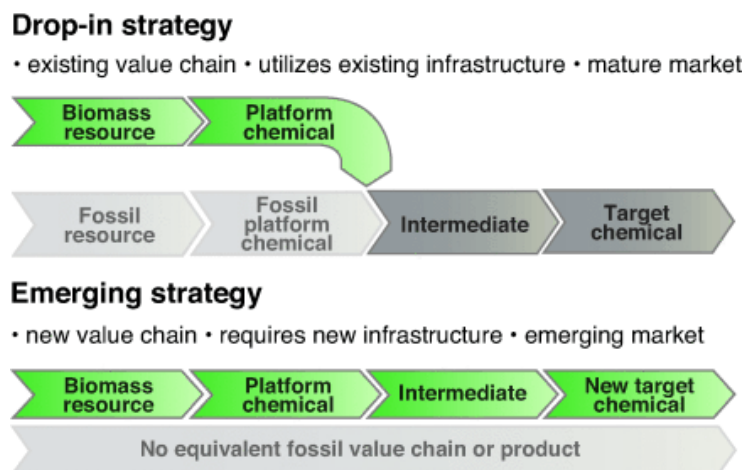 Drop-in strategy
• existing value chain • utilizes existing infrastructure • mature market
Biomass
resource
Platform
chemical
Fossil
resource
Fossil
platform
chemical
Intermediate
Target
chemical
Emerging strategy
• new value chain • requires new infrastructure • emerging market
Biomass
resource
Platform
chemical
Intermediate
New target
chemical
No equivalent fossil value chain or product